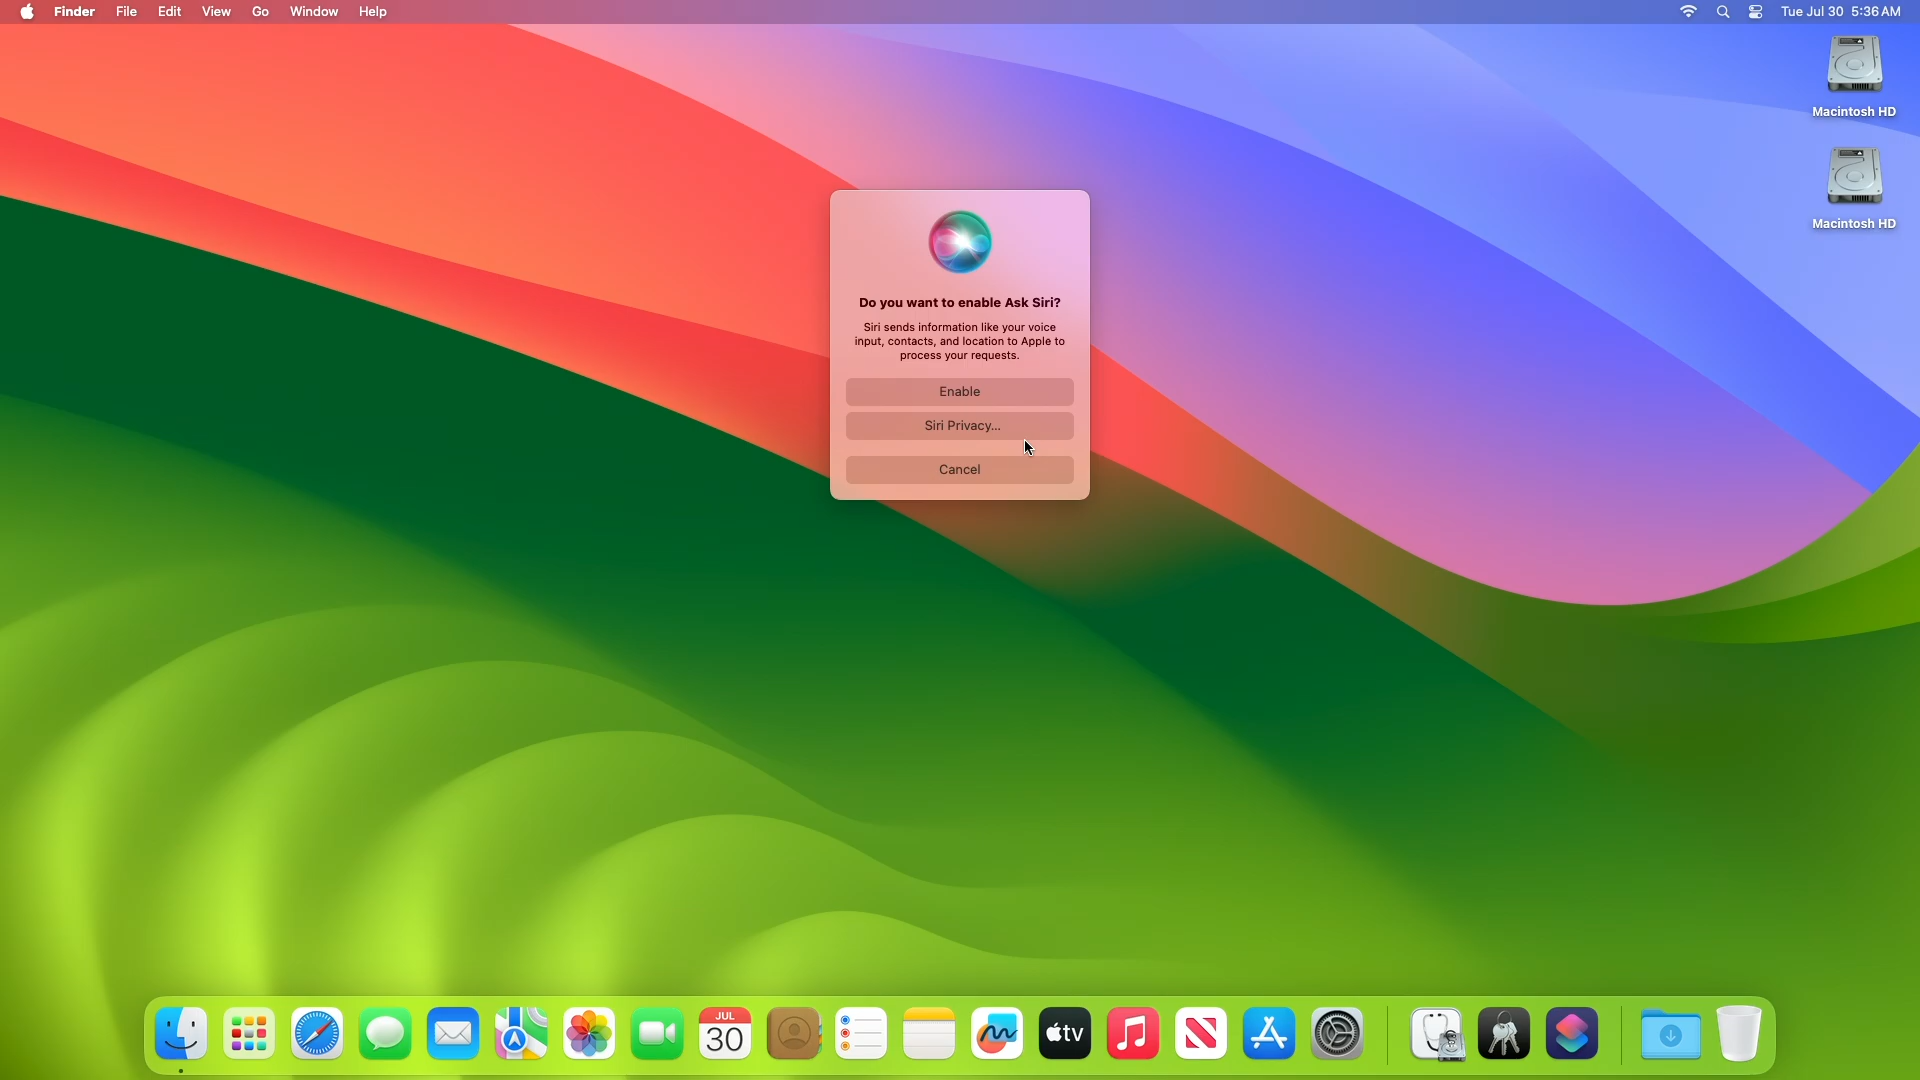 Finder File Edit View Go Window Help Tue Jul 30 5:36 AM
Macintosh HD
Macintosh HD
Do you want to enable Ask Siri?
Siri sends information like your voice
input, contacts, and location to Apple to
process your requests.
Enable
Siri Privacy...
Cancel
JUL
30
tv